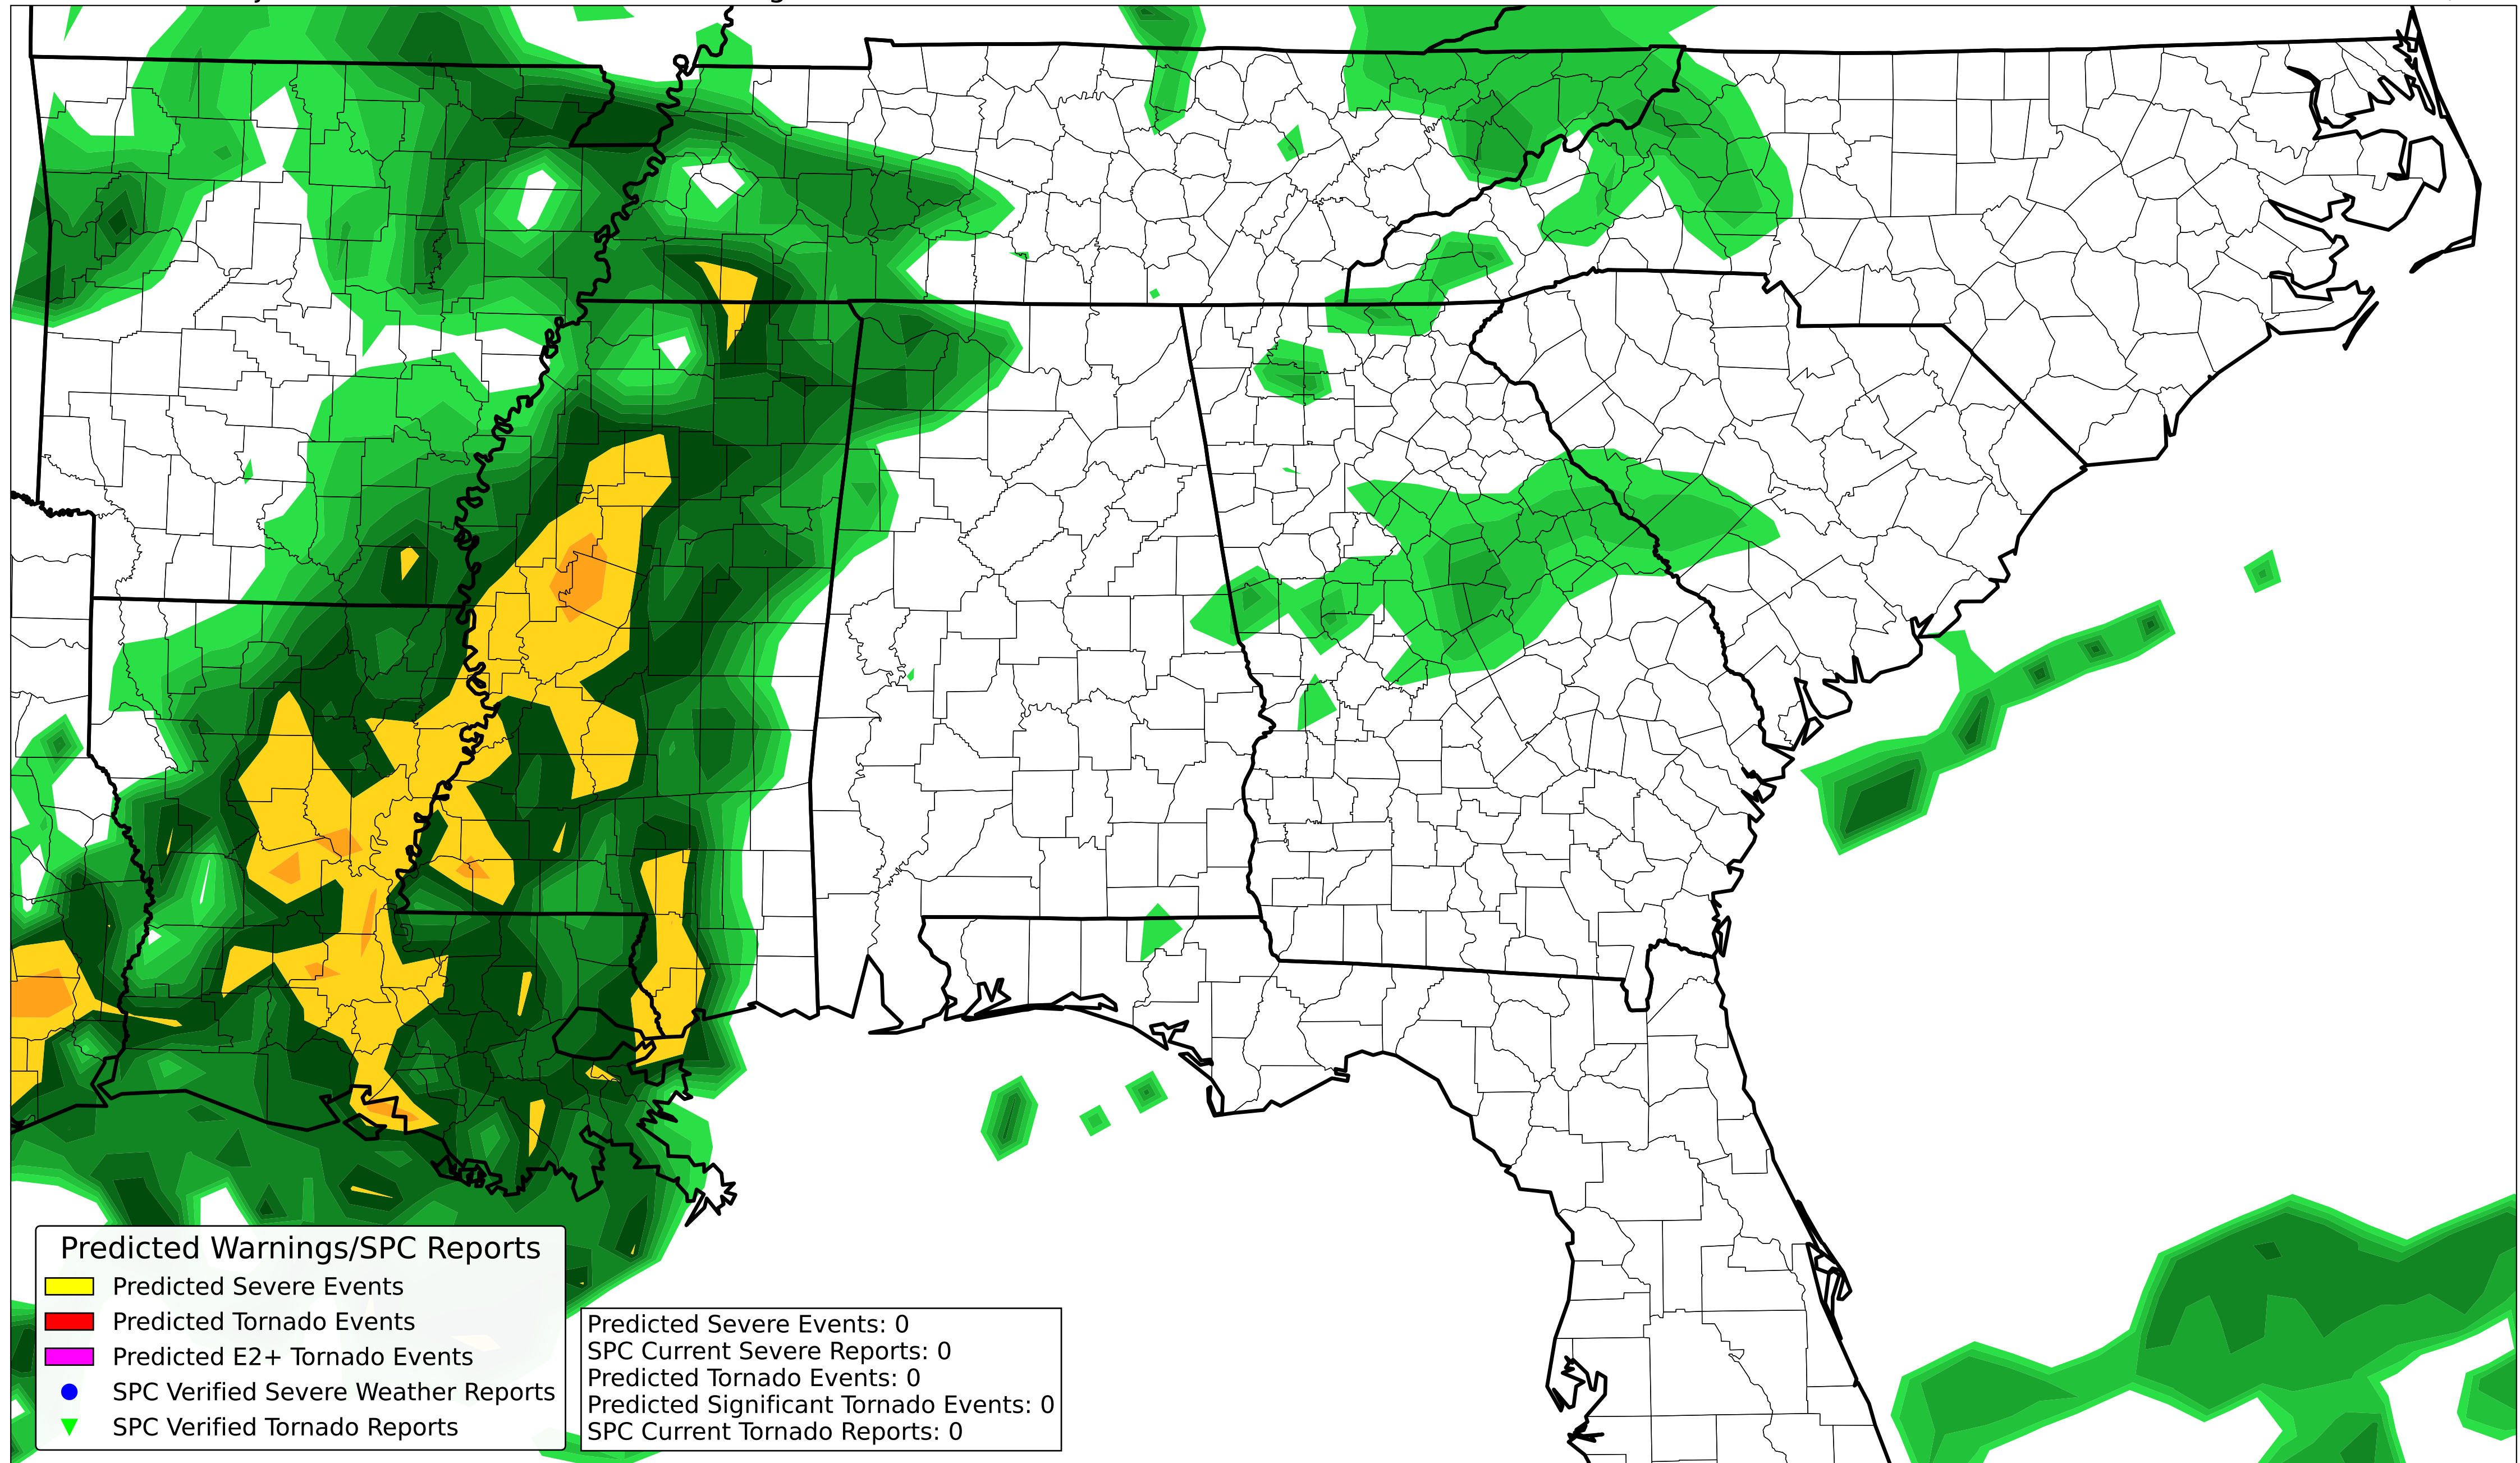 Predicted Warnings/SPC Reports
Predicted Severe Events
Predicted Tornado Events
Predicted E2+ Tornado Events
SPC Verified Severe Weather Reports
SPC Verified Tornado Reports
Predicted Severe Events: 0
SPC Current Severe Reports: 0
Predicted Tornado Events: 0
Predicted Significant Tornado Events: 0
SPC Current Tornado Reports: 0